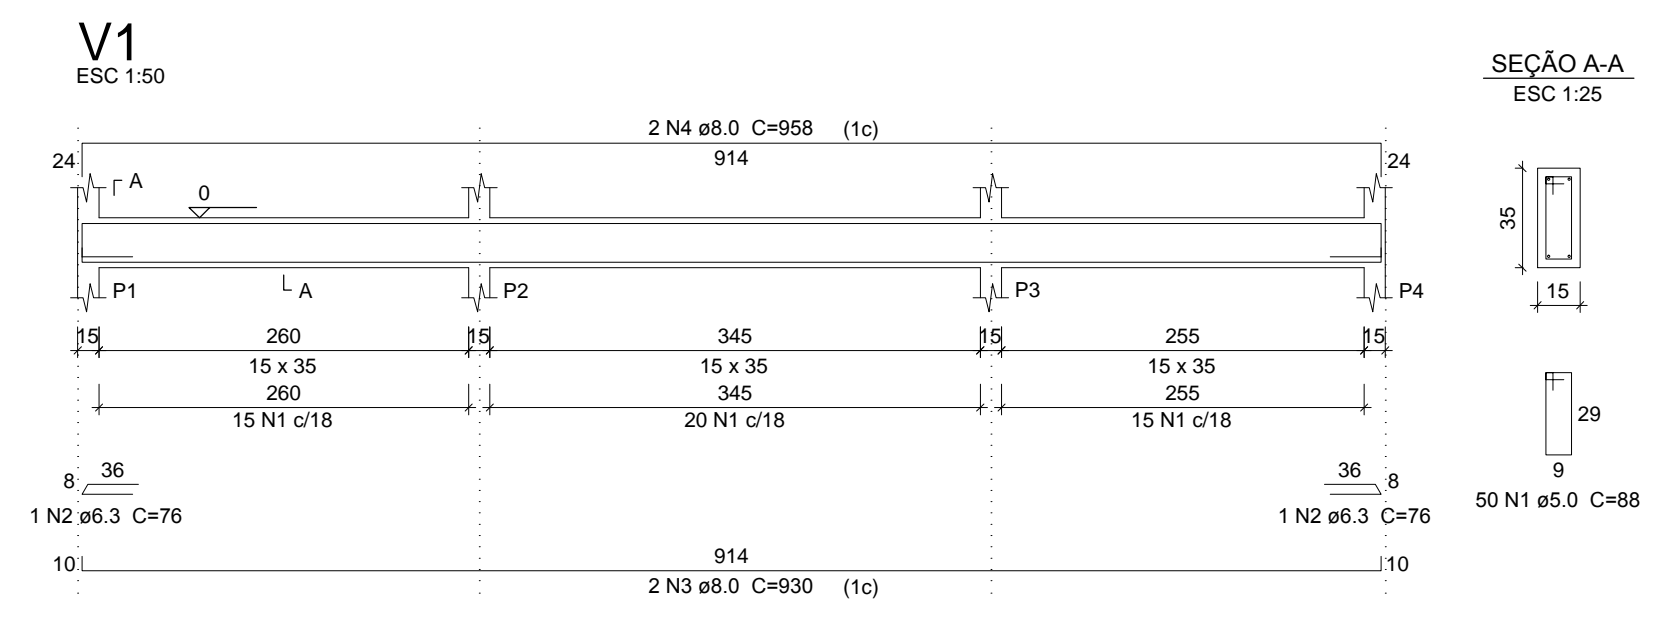 V1
ESC 1:50
SEÇÃO A-A
ESC 1:25
2 N4 ø8.0 C=958 (1c)
24 914 24
A
0
35
P1 A P2 P3 P4
15
15 260 15 345 15 255 15
15 x 35 15 x 35 15 x 35
260 345 255
15 N1 c/18 20 N1 c/18 15 N1 c/18
29
9
8 36 36 8
50 N1 ø5.0 C=88
1 N2 ø6.3 C=76 1 N2 ø6.3 C=76
10 914 10
2 N3 ø8.0 C=930 (1c)